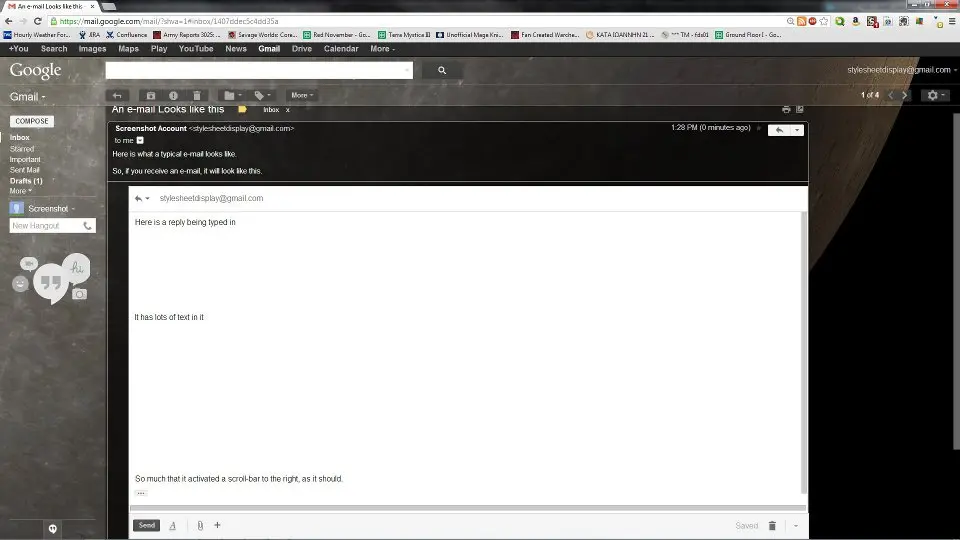 An e-mail Looks like this -
https://mail.google.com/mail/?shva=1#inbox/1407ddec5c4dd35a
Hourly Weather For... JIRA Confluence Army Reports 3025: ... Savage Worlds: Core... Red November - Go... Terra Mystica III Unofficial Mage Knig... Fan Created Warche... KATA IOANNHN 21 ... *** TM - fds01 Ground Floor I - Go...
+You Search Images Maps Play YouTube News Gmail Drive Calendar More
Google
stylesheetdisplay@gmail.com
Gmail
More
1 of 4
An e-mail Looks like this Inbox x
COMPOSE
Inbox
Starred
Important
Sent Mail
Drafts (1)
More
Screenshot
New Hangout
hi
Screenshot Account <stylesheetdisplay@gmail.com>
1:28 PM (0 minutes ago)
to me
Here is what a typical e-mail looks like.
So, if you receive an e-mail, it will look like this.
stylesheetdisplay@gmail.com
Here is a reply being typed in
It has lots of text in it
So much that it activated a scroll-bar to the right, as it should.
...
Send A +
Saved